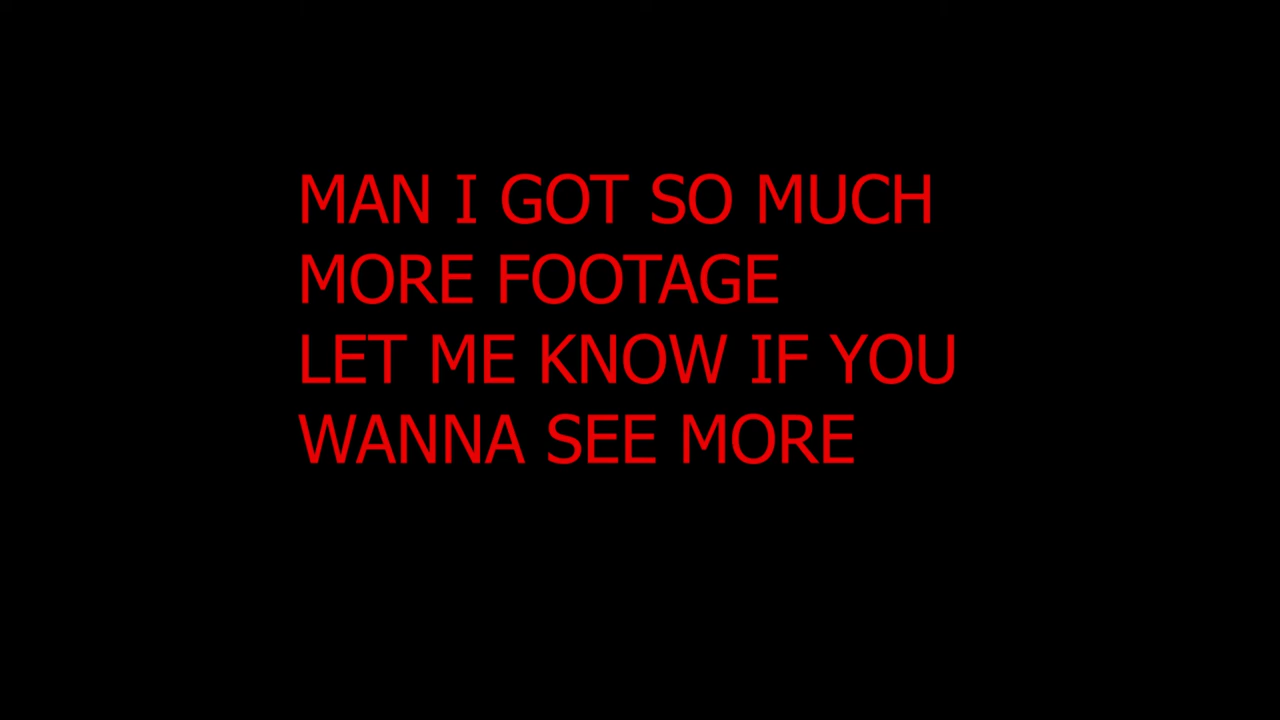 MAN I GOT SO MUCH
MORE FOOTAGE
LET ME KNOW IF YOU
WANNA SEE MORE